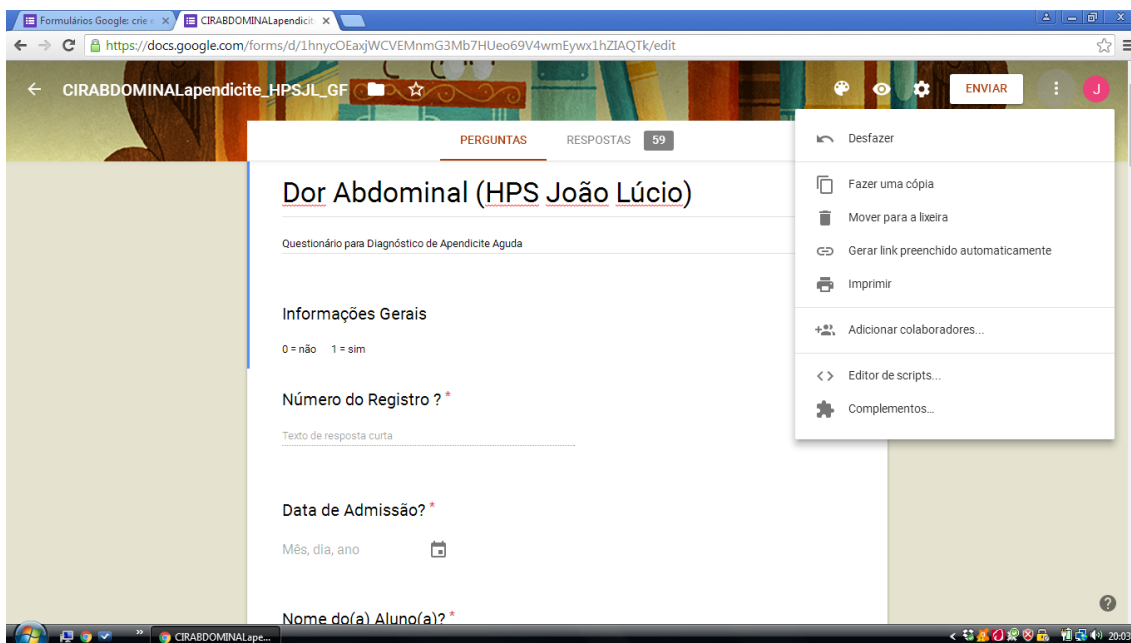 Formulários Google: crie e
CIRABDOMINALapendicit
https://docs.google.com/forms/d/1hnycOEaxjWCVEMnmG3Mb7HUeo69V4wmEywx1hZIAQTk/edit
CIRABDOMINALapendicite_HPSJL_GF
ENVIAR
J
PERGUNTAS
RESPOSTAS 59
Desfazer
Fazer uma cópia
Mover para a lixeira
Gerar link preenchido automaticamente
Imprimir
Adicionar colaboradores...
Editor de scripts...
Complementos...
Dor Abdominal (HPS João Lúcio)
Questionário para Diagnóstico de Apendicite Aguda
Informações Gerais
0 = não 1 = sim
Número do Registro ? *
Texto de resposta curta
Data de Admissão? *
Mês, dia, ano
Nome do(a) Aluno(a)? *
CIRABDOMINALape...
20:03